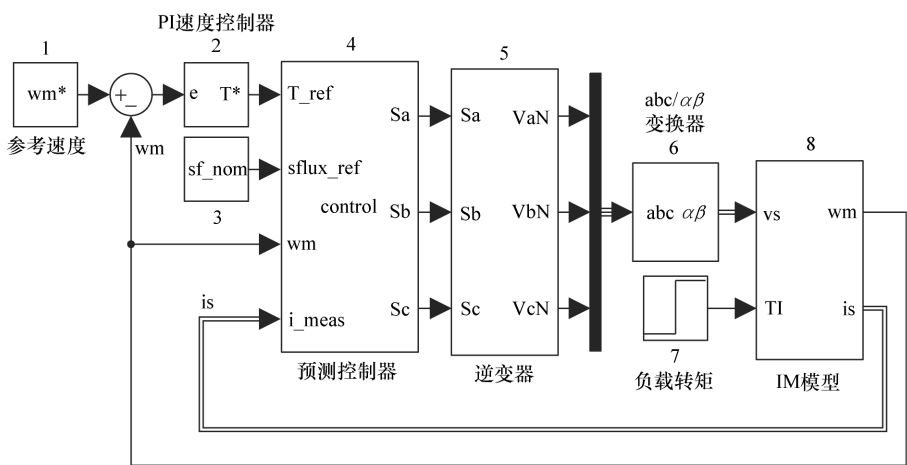 PI速度控制器
1
2
4
5
abc/αβ
变换器
6
8
wm*
+
−
e
T*
T_ref
Sa
Sa
VaN
参考速度
wm
sf_nom
sflux_ref
3
control
Sb
Sb
VbN
abc αβ
vs
wm
wm
is
i_meas
Sc
Sc
VcN
TI
is
7
预测控制器
逆变器
负载转矩
IM模型